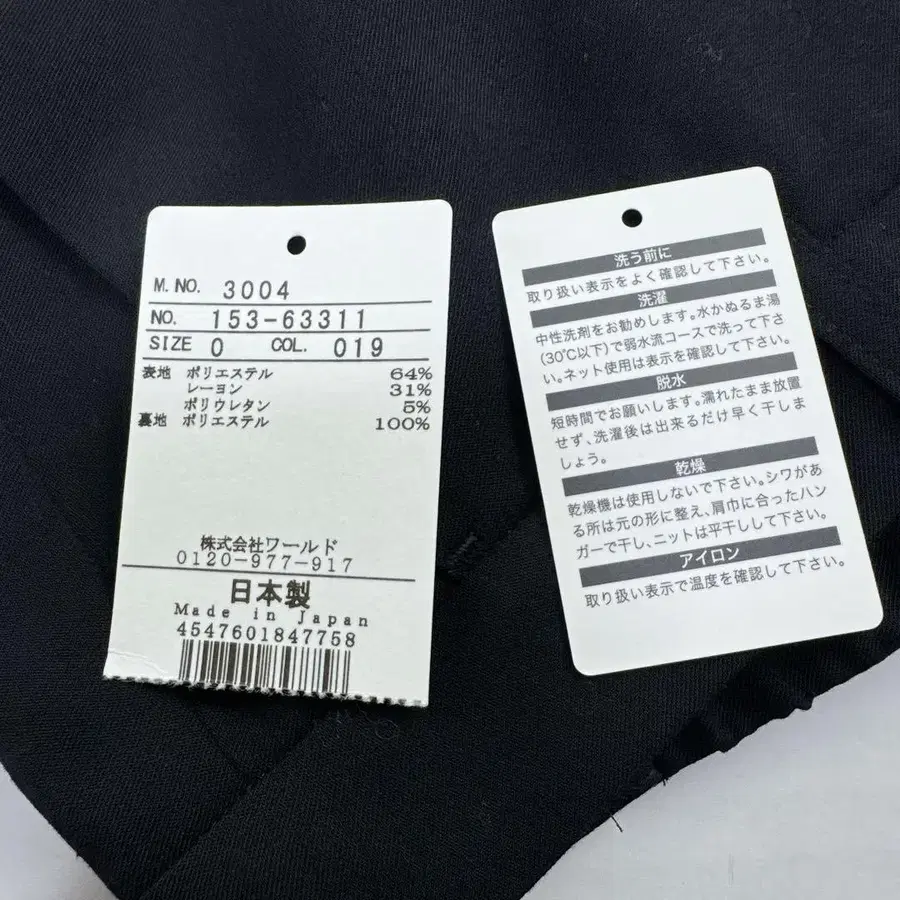 M. NO. 3004
NO. 153-63311
SIZE 0 COL. 019
表地 ポリエステル 64%
レーヨン 31%
ポリウレタン 5%
裏地 ポリエステル 100%
株式会社ワールド
0120-977-917
日本製
Made in Japan
4547601847758
洗う前に
取り扱い表示をよく確認して下さい。
洗濯
中性洗剤をお勧めします。水かぬるま湯
(30℃以下)で弱水流コースで洗って下さ
い。ネット使用は表示を確認して下さい。
脱水
短時間でお願いします。濡れたまま放置
せず、洗濯後は出来るだけ早く干しま
しょう。
乾燥
乾燥機は使用しないで下さい。シワがあ
る所は元の形に整え、肩巾に合ったハン
ガーで干し、ニットは平干しして下さい。
アイロン
取り扱い表示で温度を確認して下さい。